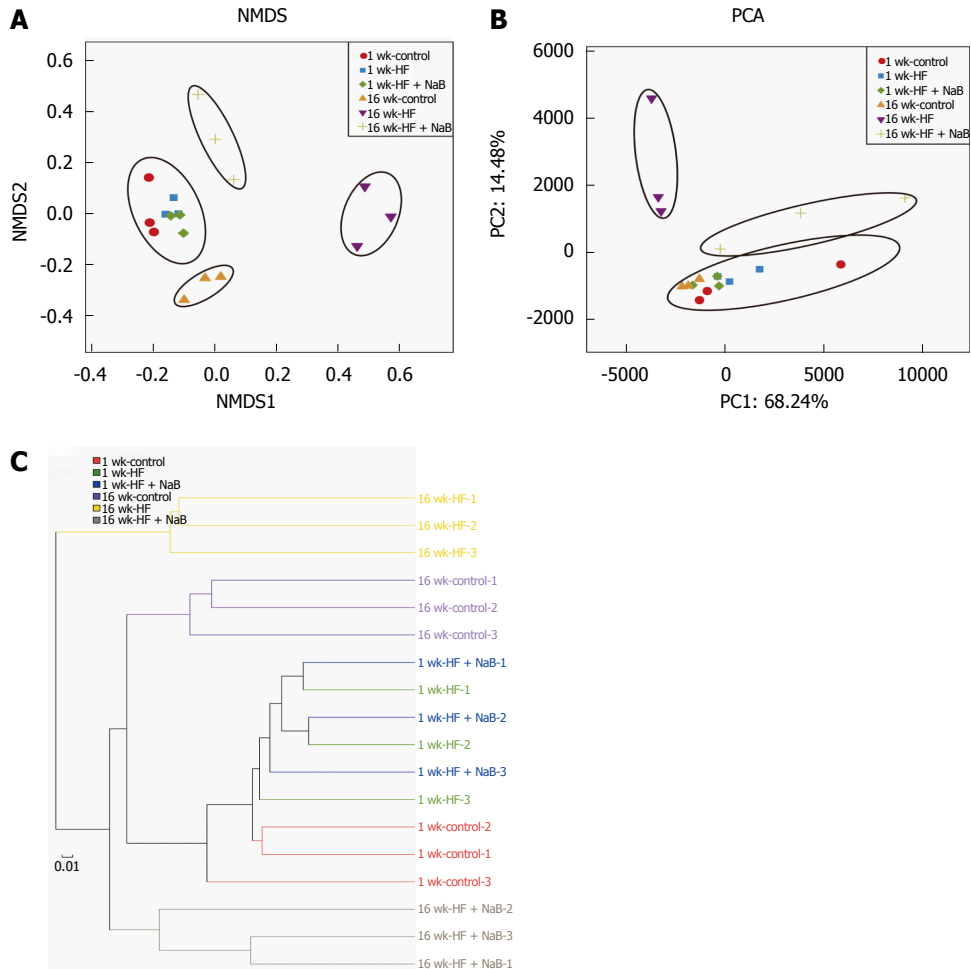 A
NMDS
1 wk-control
1 wk-HF
1 wk-HF + NaB
16 wk-control
16 wk-HF
16 wk-HF + NaB
0.6
0.4
0.2
0.0
-0.2
-0.4
NMDS2
-0.4
-0.2
0.0
0.2
0.4
0.6
NMDS1
B
PCA
1 wk-control
1 wk-HF
1 wk-HF + NaB
16 wk-control
16 wk-HF
16 wk-HF + NaB
6000
4000
2000
0
-2000
PC2: 14.48%
-5000
0
5000
10000
PC1: 68.24%
C
1 wk-control
1 wk-HF
1 wk-HF + NaB
16 wk-control
16 wk-HF
16 wk-HF + NaB
16 wk-HF-1
16 wk-HF-2
16 wk-HF-3
16 wk-control-1
16 wk-control-2
16 wk-control-3
1 wk-HF + NaB-1
1 wk-HF-1
1 wk-HF + NaB-2
1 wk-HF-2
1 wk-HF + NaB-3
1 wk-HF-3
1 wk-control-2
1 wk-control-1
1 wk-control-3
16 wk-HF + NaB-2
16 wk-HF + NaB-3
16 wk-HF + NaB-1
0.01